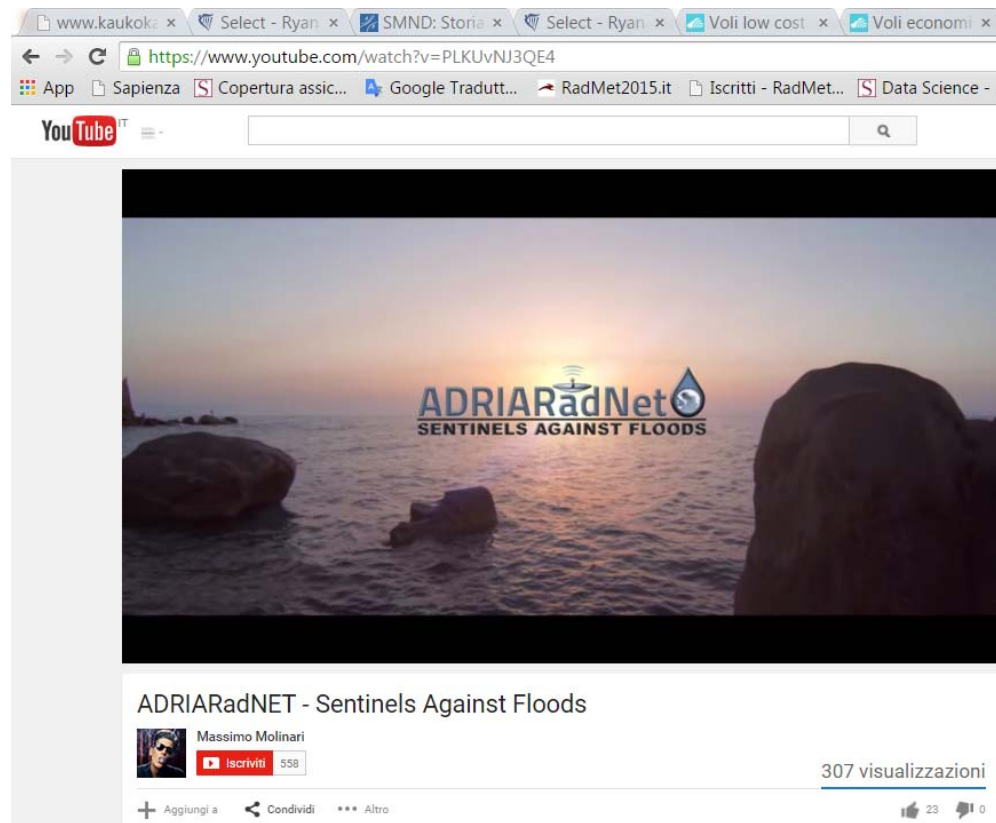 www.kaukoka
Select - Ryan
SMND: Storia
Select - Ryan
Voli low cost
Voli economi
https://www.youtube.com/watch?v=PLKUvNJ3QE4
App Sapienza Copertura assic... Google Tradutt... RadMet2015.it Iscritti - RadMet... Data Science -
YouTube IT
ADRIARadNet
SENTINELS AGAINST FLOODS
ADRIARadNET - Sentinels Against Floods
Massimo Molinari
Iscriviti 558
307 visualizzazioni
Aggiungi a Condividi Altro 23 0